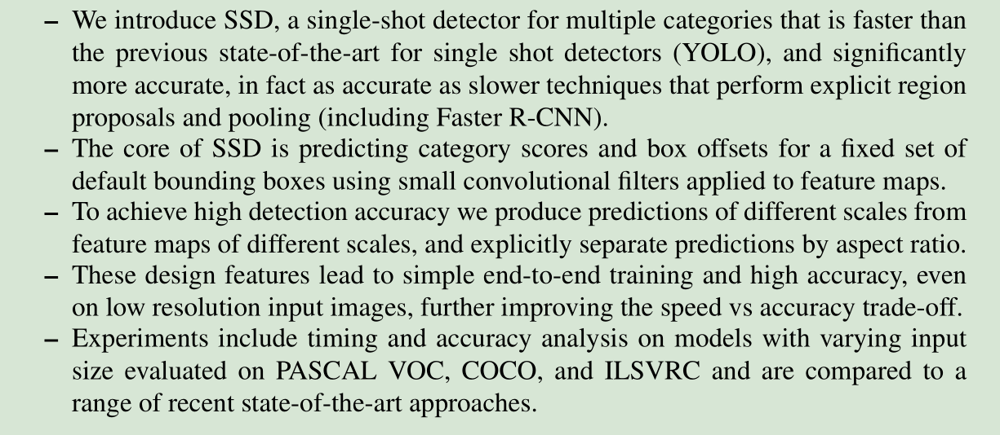 – We introduce SSD, a single-shot detector for multiple categories that is faster than
the previous state-of-the-art for single shot detectors (YOLO), and significantly
more accurate, in fact as accurate as slower techniques that perform explicit region
proposals and pooling (including Faster R-CNN).
– The core of SSD is predicting category scores and box offsets for a fixed set of
default bounding boxes using small convolutional filters applied to feature maps.
– To achieve high detection accuracy we produce predictions of different scales from
feature maps of different scales, and explicitly separate predictions by aspect ratio.
– These design features lead to simple end-to-end training and high accuracy, even
on low resolution input images, further improving the speed vs accuracy trade-off.
– Experiments include timing and accuracy analysis on models with varying input
size evaluated on PASCAL VOC, COCO, and ILSVRC and are compared to a
range of recent state-of-the-art approaches.